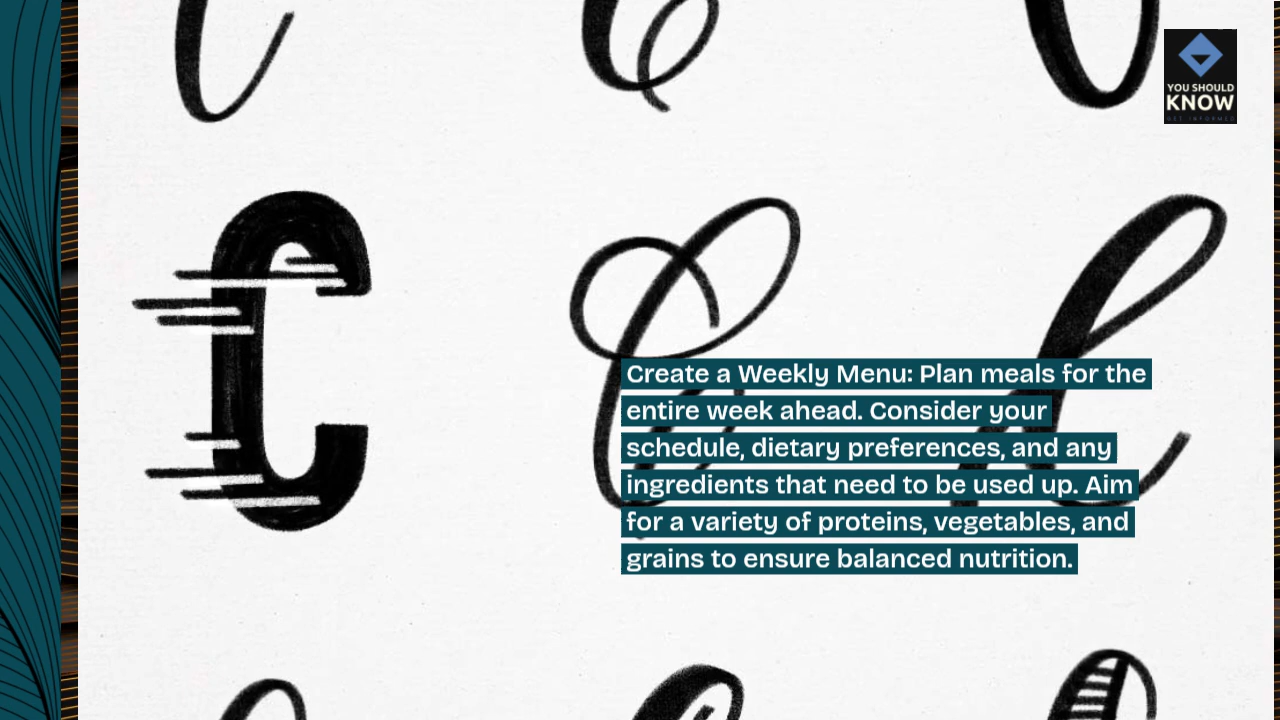 YOU SHOULD
KNOW
GET INFORMED
C
Create a Weekly Menu: Plan meals for the
entire week ahead. Consider your
schedule, dietary preferences, and any
ingredients that need to be used up. Aim
for a variety of proteins, vegetables, and
grains to ensure balanced nutrition.